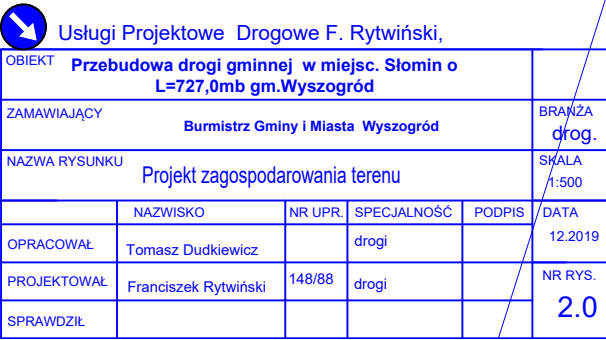 Usługi Projektowe Drogowe F. Rytwiński,
OBIEKT Przebudowa drogi gminnej w miejsc. Słomin o
L=727,0mb gm.Wyszogród
ZAMAWIAJĄCY Burmistrz Gminy i Miasta Wyszogród
BRANŻA
drog.
NAZWA RYSUNKU Projekt zagospodarowania terenu
SKALA
1:500
NAZWISKO NR UPR. SPECJALNOŚĆ PODPIS DATA
OPRACOWAŁ Tomasz Dudkiewicz drogi 12.2019
PROJEKTOWAŁ Franciszek Rytwiński 148/88 drogi NR RYS.
2.0
SPRAWDZIŁ